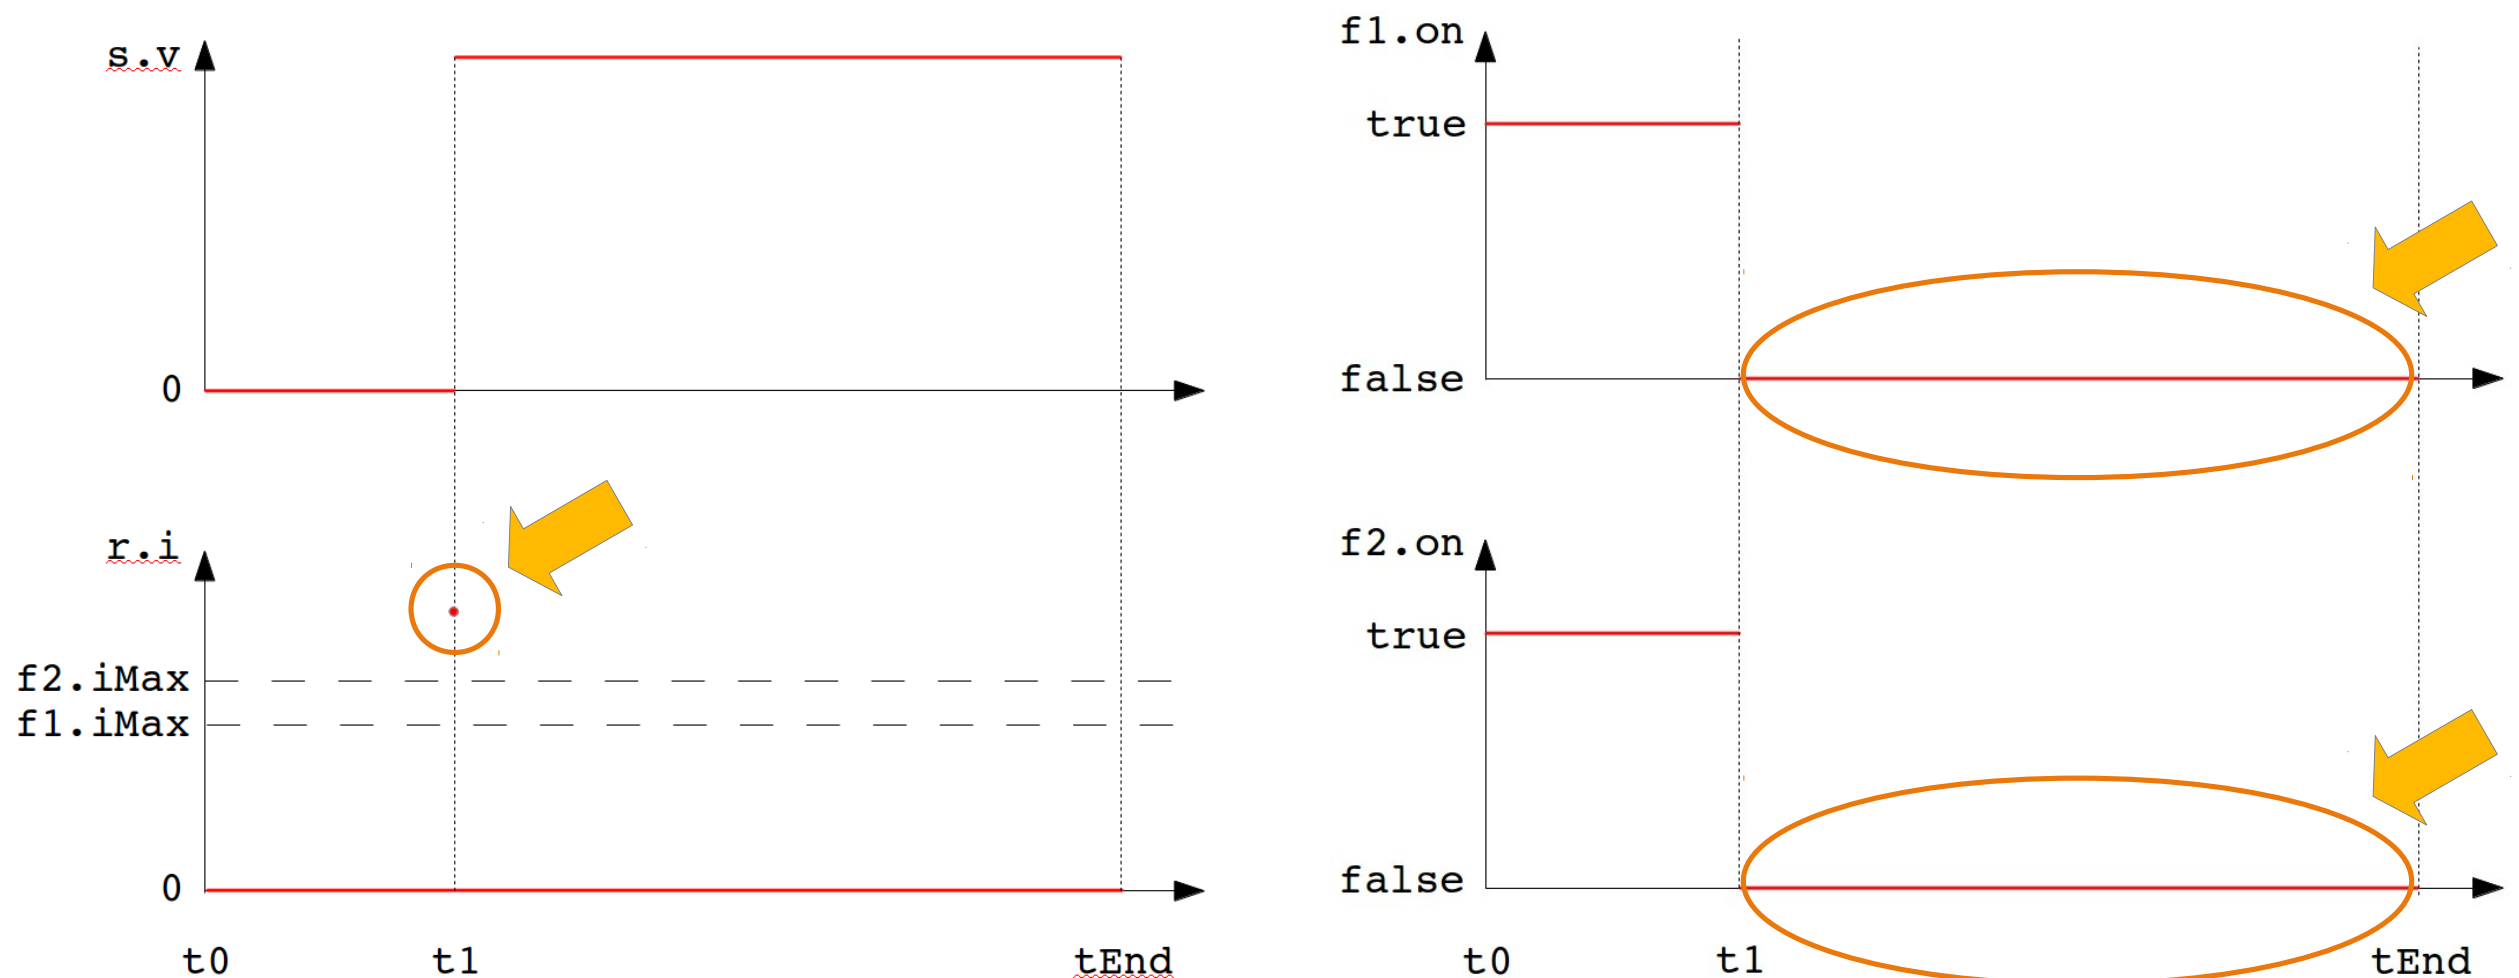 s.v
0
r.i
f2.iMax
f1.iMax
0
t0 t1 tEnd
f1.on
true
false
f2.on
true
false
t0 t1 tEnd